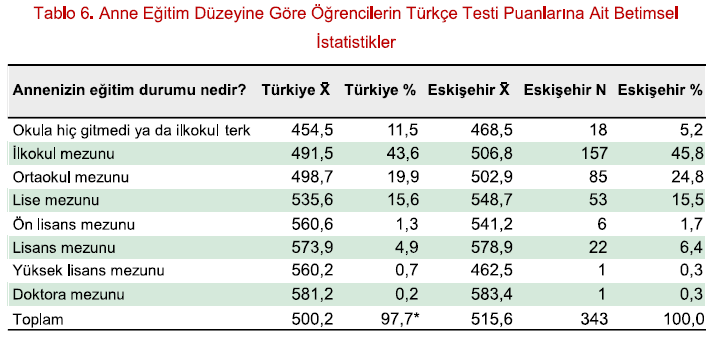 Tablo 6. Anne Eğitim Düzeyine Göre Öğrencilerin Türkçe Testi Puanlarına Ait Betimsel
İstatistikler
Annenizin eğitim durumu nedir? Türkiye X̄ Türkiye % Eskişehir X̄ Eskişehir N Eskişehir %
Okula hiç gitmedi ya da ilkokul terk 454,5 11,5 468,5 18 5,2
İlkokul mezunu 491,5 43,6 506,8 157 45,8
Ortaokul mezunu 498,7 19,9 502,9 85 24,8
Lise mezunu 535,6 15,6 548,7 53 15,5
Ön lisans mezunu 560,6 1,3 541,2 6 1,7
Lisans mezunu 573,9 4,9 578,9 22 6,4
Yüksek lisans mezunu 560,2 0,7 462,5 1 0,3
Doktora mezunu 581,2 0,2 583,4 1 0,3
Toplam 500,2 97,7* 515,6 343 100,0